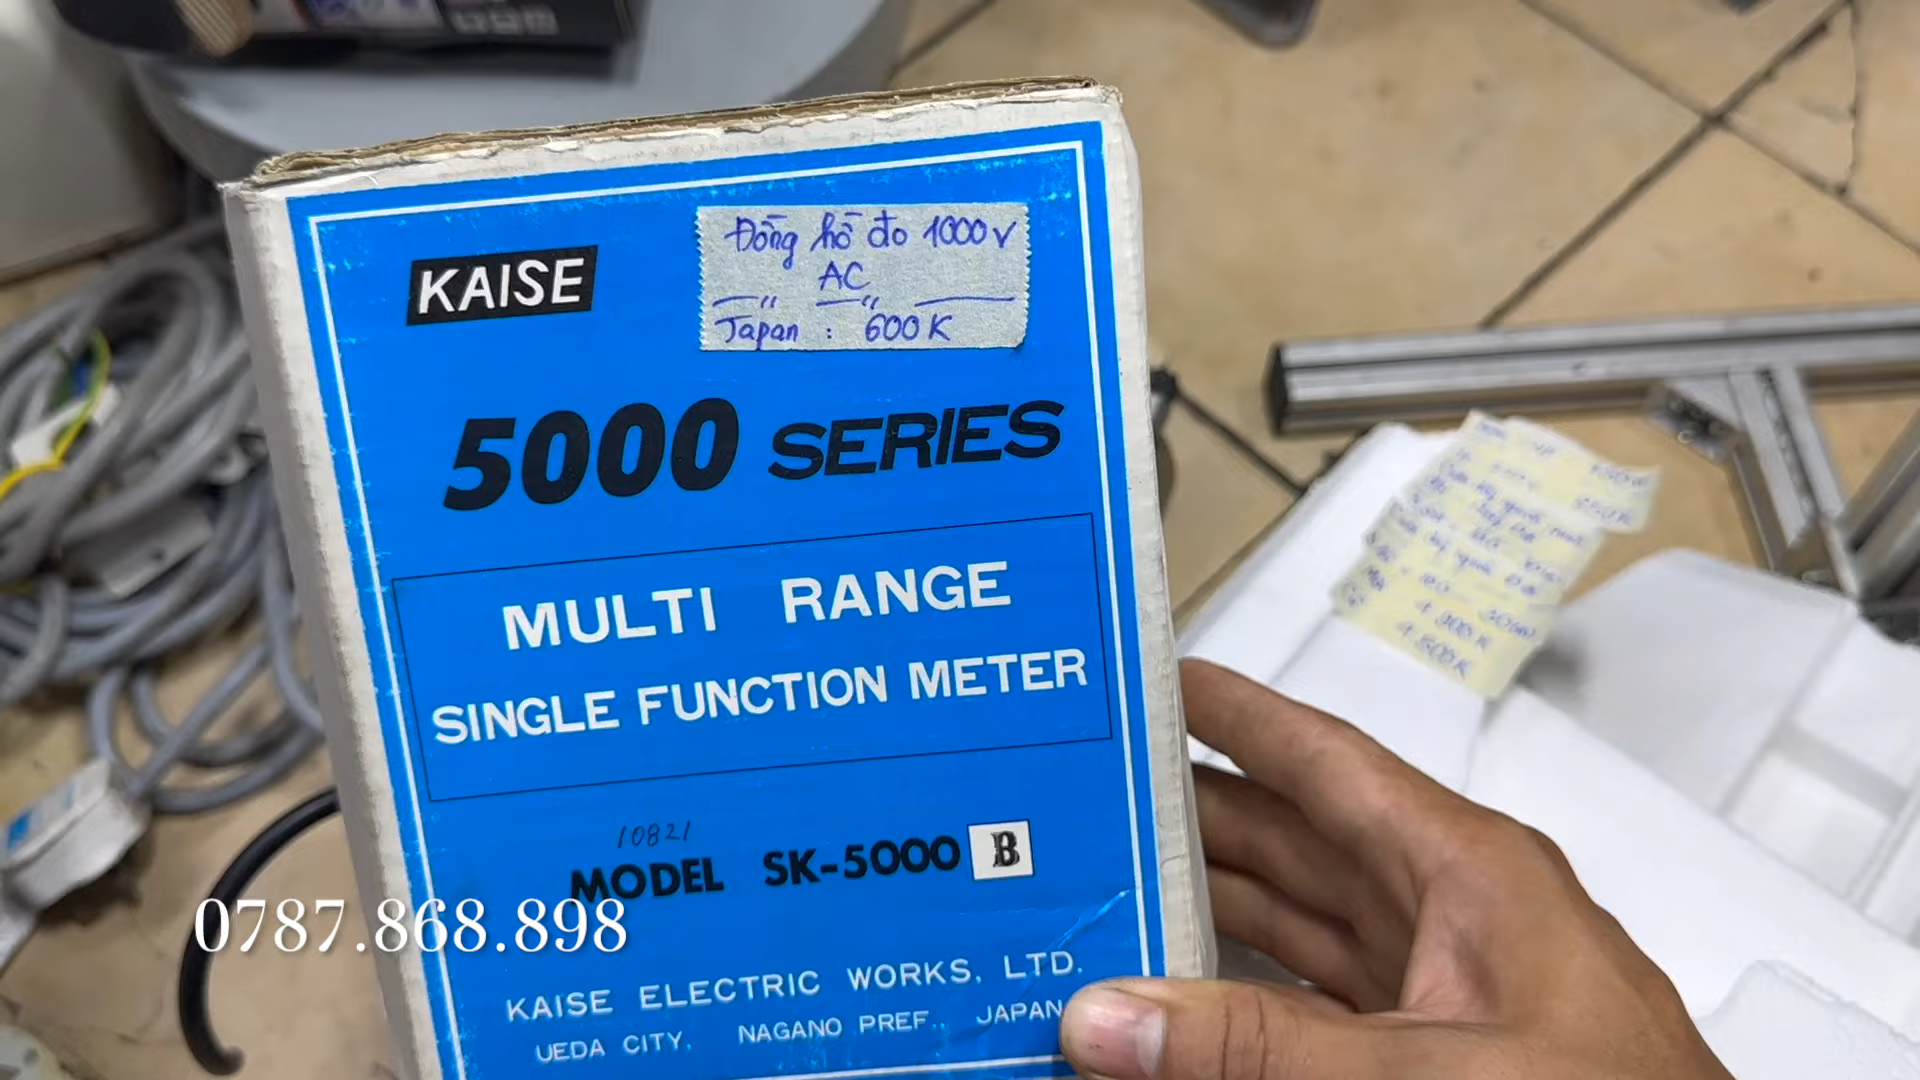 KAISE
Đồng hồ đo 1000V
AC
— " — " —
Japan : 600K
5000 SERIES
MULTI RANGE
SINGLE FUNCTION METER
10821
MODEL SK-5000 B
0787.868.898
KAISE ELECTRIC WORKS, LTD.
UEDA CITY, NAGANO PREF., JAPAN